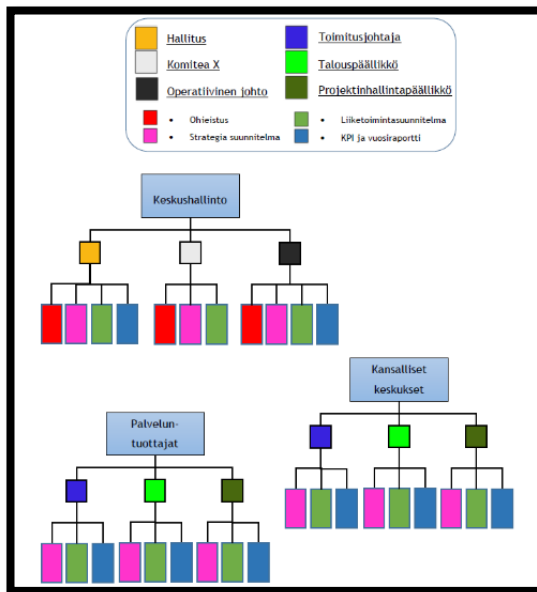 Hallitus
Toimitusjohtaja
Komitea X
Talouspäällikkö
Operatiivinen johto
Projektinhallintapäällikkö
• Ohjeistus
• Liiketoimintasuunnitelma
• Strategia suunnitelma
• KPI ja vuosiraportti
Keskushallinto
Kansalliset
keskukset
Palvelun-
tuottajat